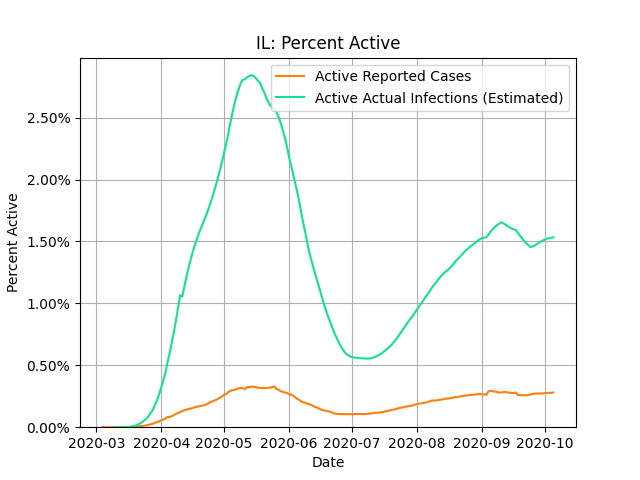 IL: Percent Active
Active Reported Cases
Active Actual Infections (Estimated)
Percent Active
2.50%
2.00%
1.50%
1.00%
0.50%
0.00%
2020-03 2020-04 2020-05 2020-06 2020-07 2020-08 2020-09 2020-10
Date